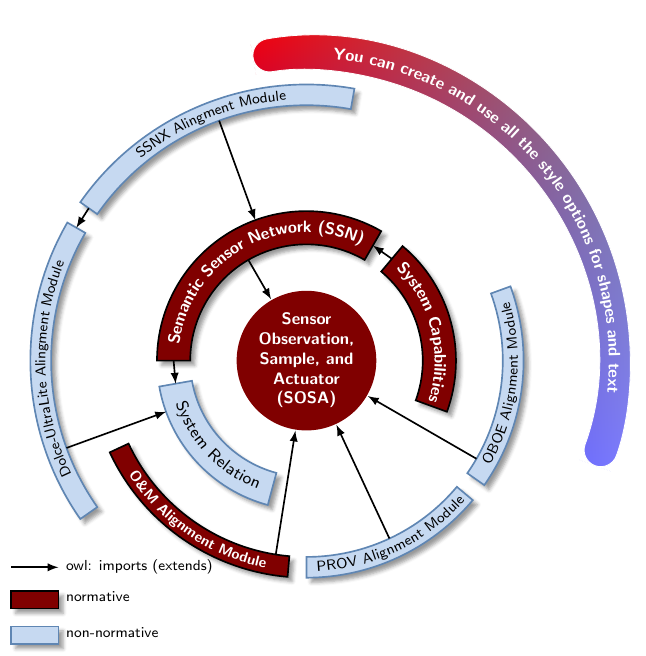 You can create and use all the style options for shapes and text
SSNX Alingment Module
Semantic Sensor Network (SSN)
System Capabilities
Dolce-UltraLite Alingment Module
Sensor
Observation,
Sample, and
Actuator
(SOSA)
OBOE Alignment Module
System Relation
O&M Alignment Module
PROV Alignment Module
owl: imports (extends)
normative
non-normative